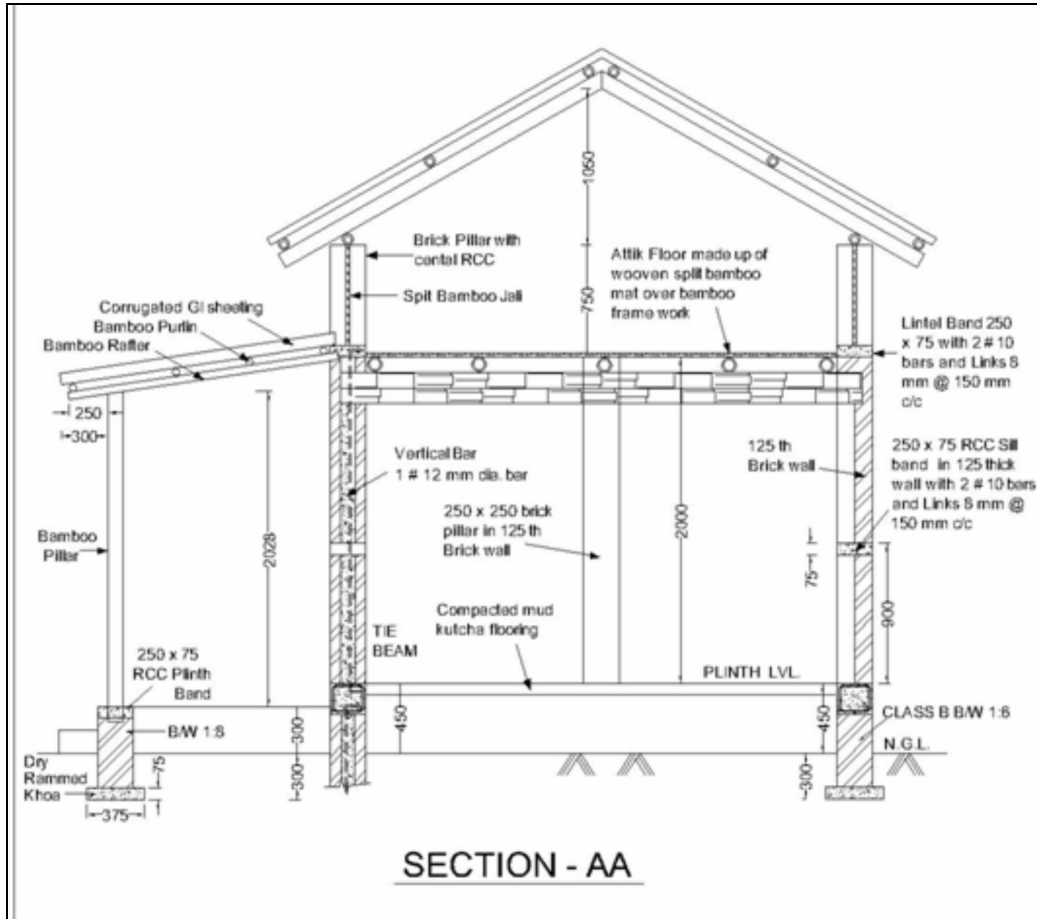 1050
Brick Pillar with
cental RCC
Spit Bamboo Jali
750
Attik Floor made up of
wooven split bamboo
mat over bamboo
frame work
Corrugated GI sheeting
Bamboo Purlin
Bamboo Rafter
Lintel Band 250
x 75 with 2 # 10
bars and Links 8
mm @ 150 mm
c/c
250
300
Vertical Bar
1 # 12 mm dia. bar
125 th
Brick wall
250 x 75 RCC Sill
band in 125 thick
wall with 2 # 10 bars
and Links 8 mm @
150 mm c/c
250 x 250 brick
pillar in 125 th
Brick wall
2000
Bamboo
Pillar
2028
75
900
Compacted mud
kutcha flooring
TIE
BEAM
250 x 75
RCC Plinth
Band
PLINTH LVL.
450
450
B/W 1:8
300
CLASS B B/W 1:6
N.G.L.
Dry
Rammed
Khoa
75
300
300
375
SECTION - AA